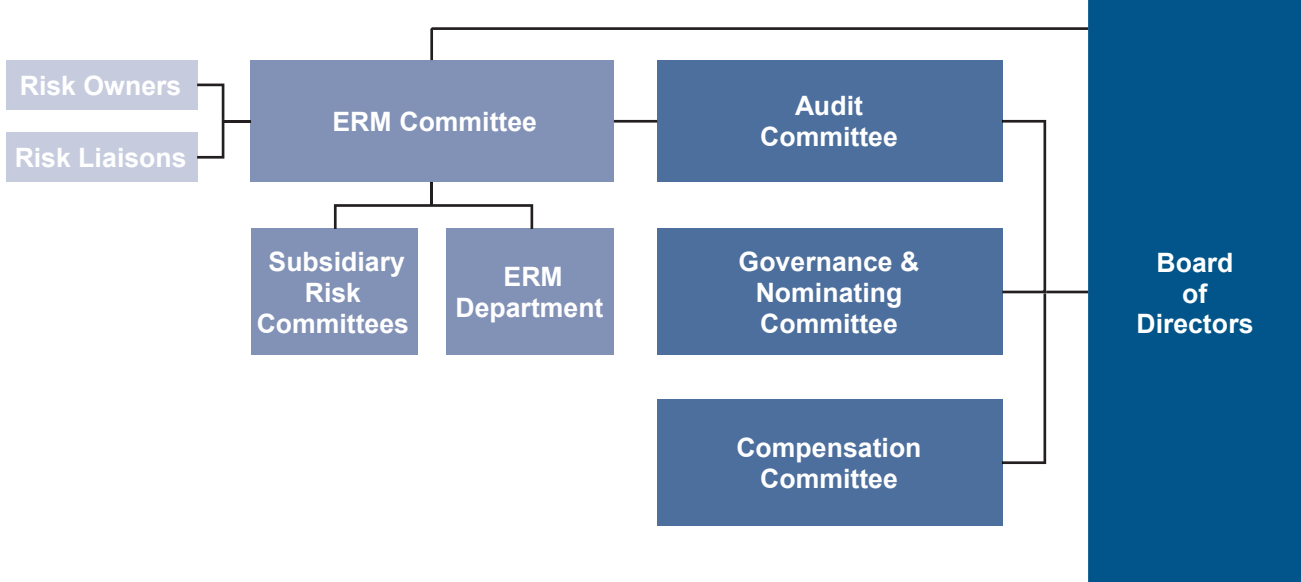 Risk Owners
Risk Liaisons
ERM Committee
Subsidiary
Risk
Committees
ERM
Department
Audit
Committee
Governance &
Nominating
Committee
Compensation
Committee
Board
of
Directors